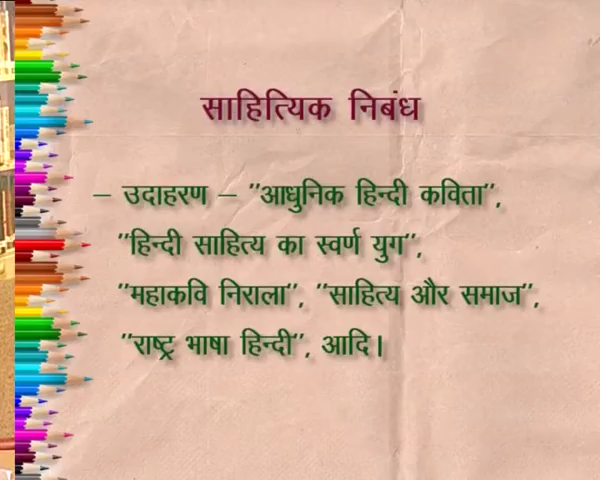 साहित्यिक निबंध
– उदाहरण – "आधुनिक हिन्दी कविता",
"हिन्दी साहित्य का स्वर्ण युग",
"महाकवि निराला", "साहित्य और समाज",
"राष्ट्र भाषा हिन्दी", आदि।